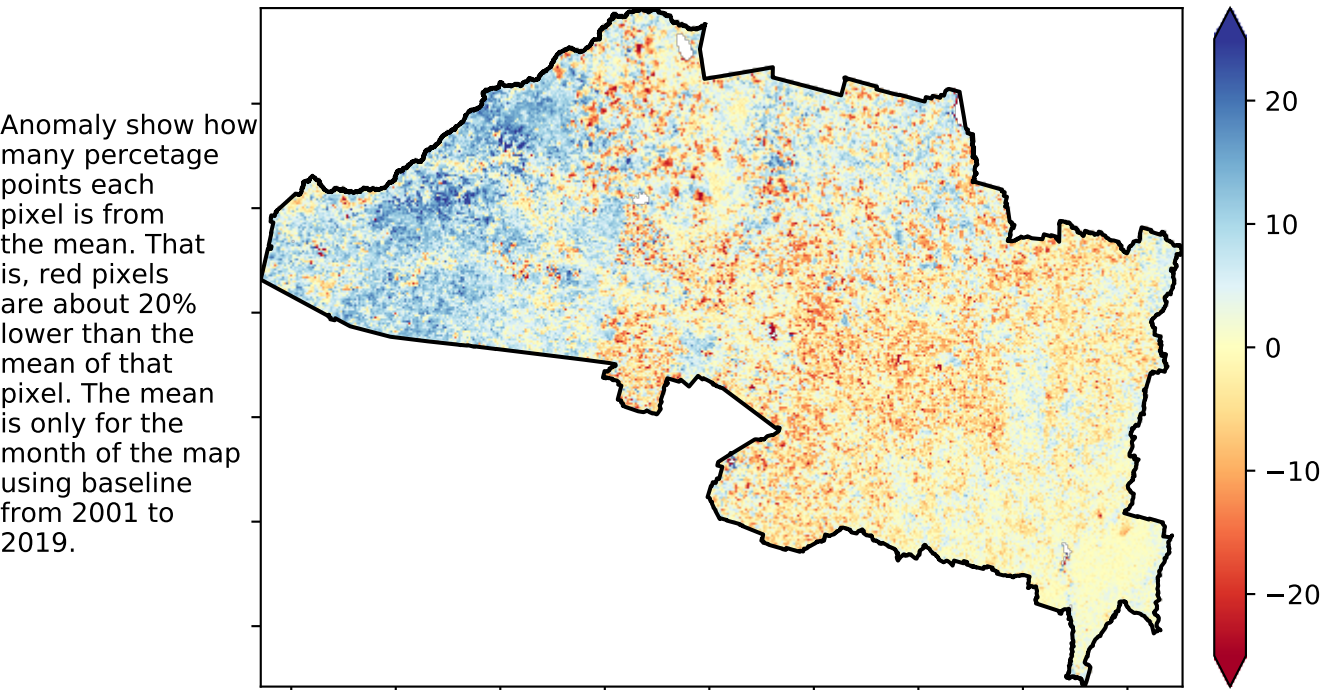 Anomaly show how
many percetage
points each
pixel is from
the mean. That
is, red pixels
are about 20%
lower than the
mean of that
pixel. The mean
is only for the
month of the map
using baseline
from 2001 to
2019.
20
10
0
−10
−20